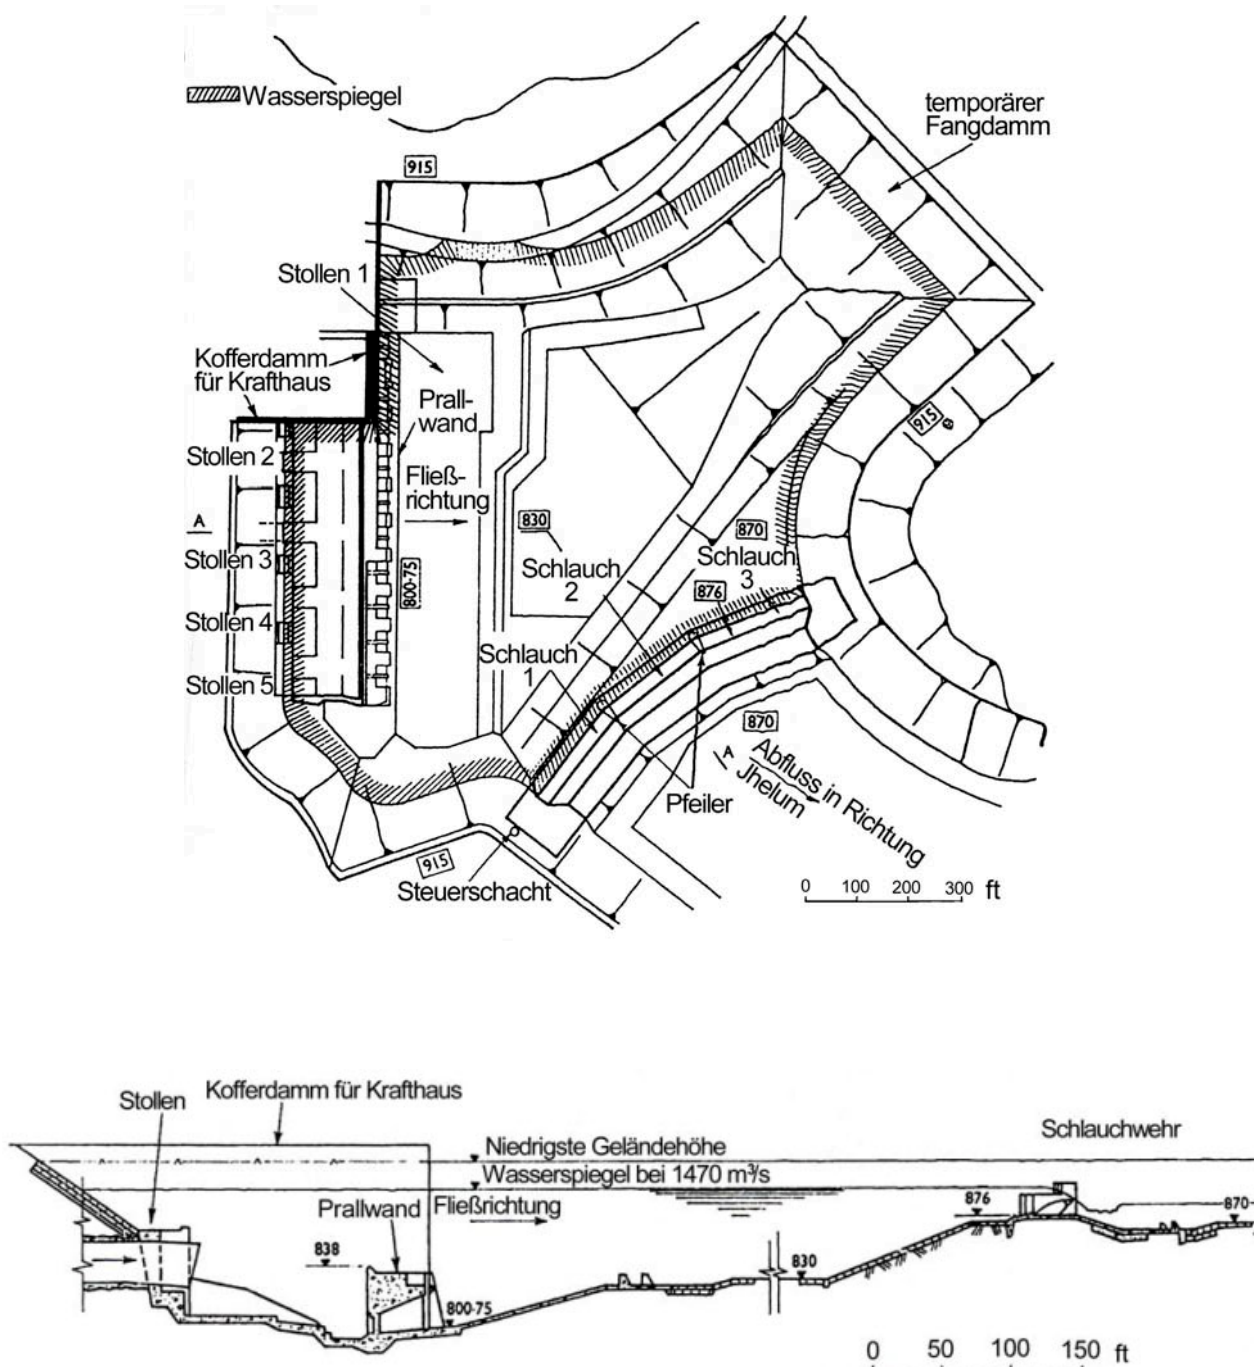 Wasserspiegel
temporärer
Fangdamm
915
Stollen 1
Kofferdamm
für Krafthaus
Prall-
wand
915
Stollen 2
Fließ-
richtung
A
830
870
Stollen 3
Schlauch
2
Schlauch
3
800·75
876
Stollen 4
Schlauch
1
Stollen 5
870
A
Abfluss in Richtung
Jhelum
Pfeiler
915
Steuerschacht
0 100 200 300 ft
Kofferdamm für Krafthaus
Stollen
Schlauchwehr
Niedrigste Geländehöhe
Wasserspiegel bei 1470 m³/s
Prallwand
Fließrichtung
876
870
838
830
800·75
0 50 100 150 ft